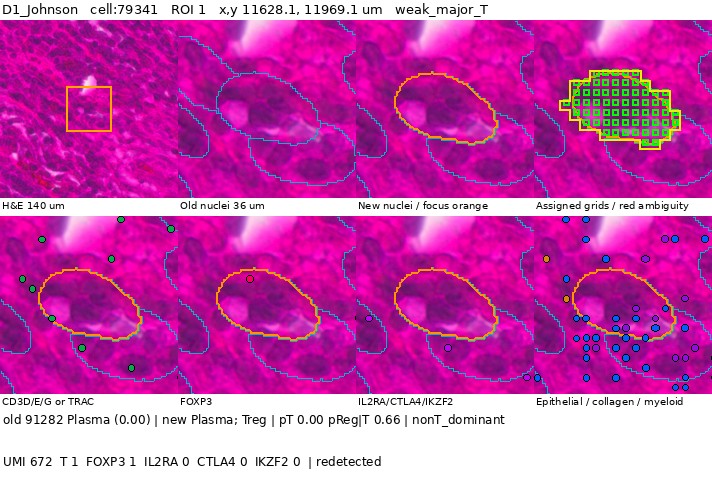 D1_Johnson   cell:79341   ROI 1   x,y 11628.1, 11969.1 um   weak_major_T
H&E 140 um
Old nuclei 36 um
New nuclei / focus orange
Assigned grids / red ambiguity
CD3D/E/G or TRAC
FOXP3
IL2RA/CTLA4/IKZF2
Epithelial / collagen / myeloid
old 91282 Plasma (0.00) | new Plasma; Treg | pT 0.00 pReg|T 0.66 | nonT_dominant
UMI 672  T 1  FOXP3 1  IL2RA 0  CTLA4 0  IKZF2 0  | redetected